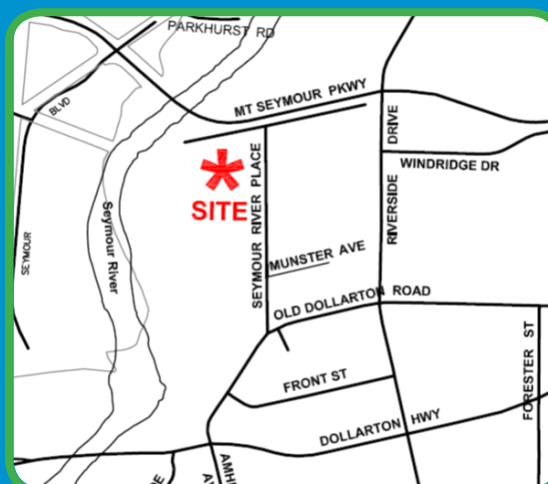 PARKHURST RD
BLVD
MT SEYMOUR PKWY
DRIVE
WINDRIDGE DR
SITE
SEYMOUR RIVER PLACE
RIVERSIDE
Seymour River
SEYMOUR
MUNSTER AVE
OLD DOLLARTON ROAD
FORESTER ST
FRONT ST
DOLLARTON HWY